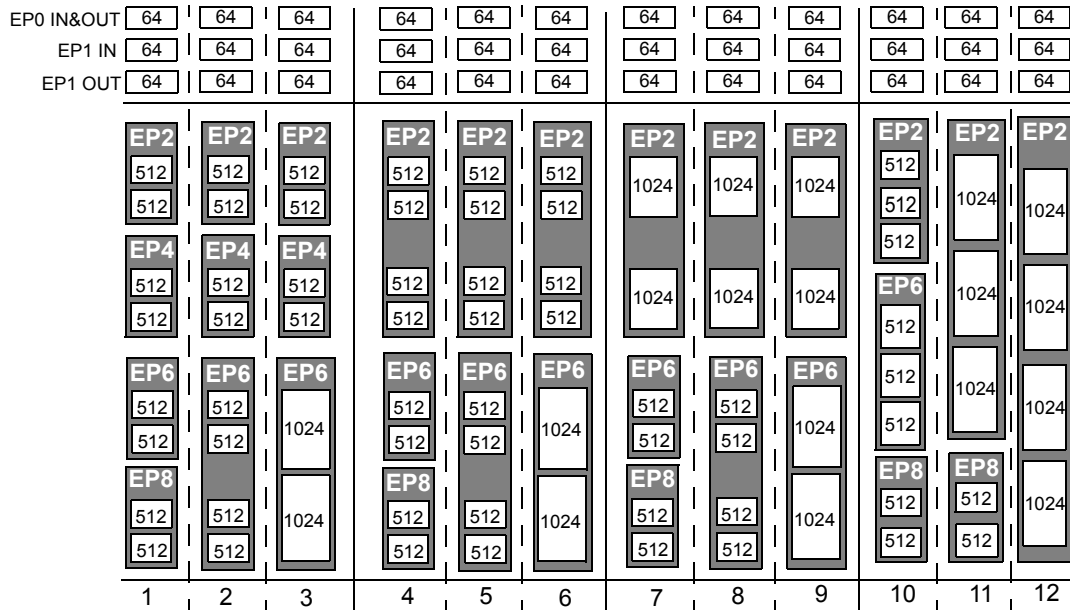 EP0 IN&OUT 64 64 64 64 64 64 64 64 64 64 64 64
EP1 IN 64 64 64 64 64 64 64 64 64 64 64 64
EP1 OUT 64 64 64 64 64 64 64 64 64 64 64 64
EP2 EP2 EP2 EP2 EP2 EP2 EP2 EP2 EP2 EP2 EP2 EP2
512 512 512 512 512 512 1024 1024 1024 512 1024 1024
512 512 512 512 512 512 512
512
EP4 EP4 EP4
512 512 512 512 512 512 1024 1024 1024 EP6 1024 1024
512 512 512 512 512 512 512
EP6 EP6 EP6 EP6 EP6 EP6 EP6 EP6 EP6 512 1024
512 512 1024 512 512 1024 512 512 1024 512 1024
512 512 512 512 512 512
EP8 EP8 EP8 EP8 EP8
512 512 1024 512 512 1024 512 512 1024 512 512 1024
512 512 512 512 512 512 512 512
1 2 3 4 5 6 7 8 9 10 11 12